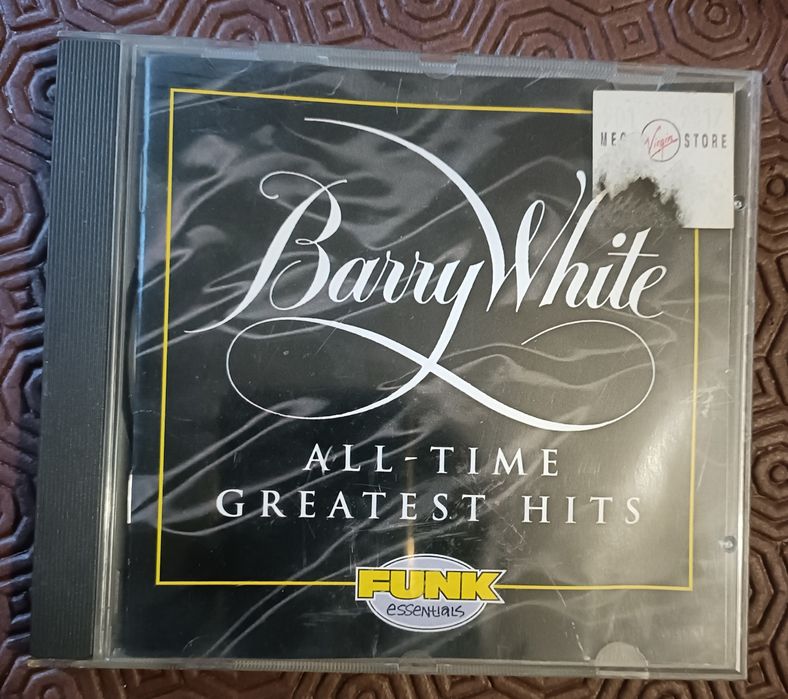 MEG Virgin STORE
Barry White
ALL-TIME
GREATEST HITS
FUNK
essentials